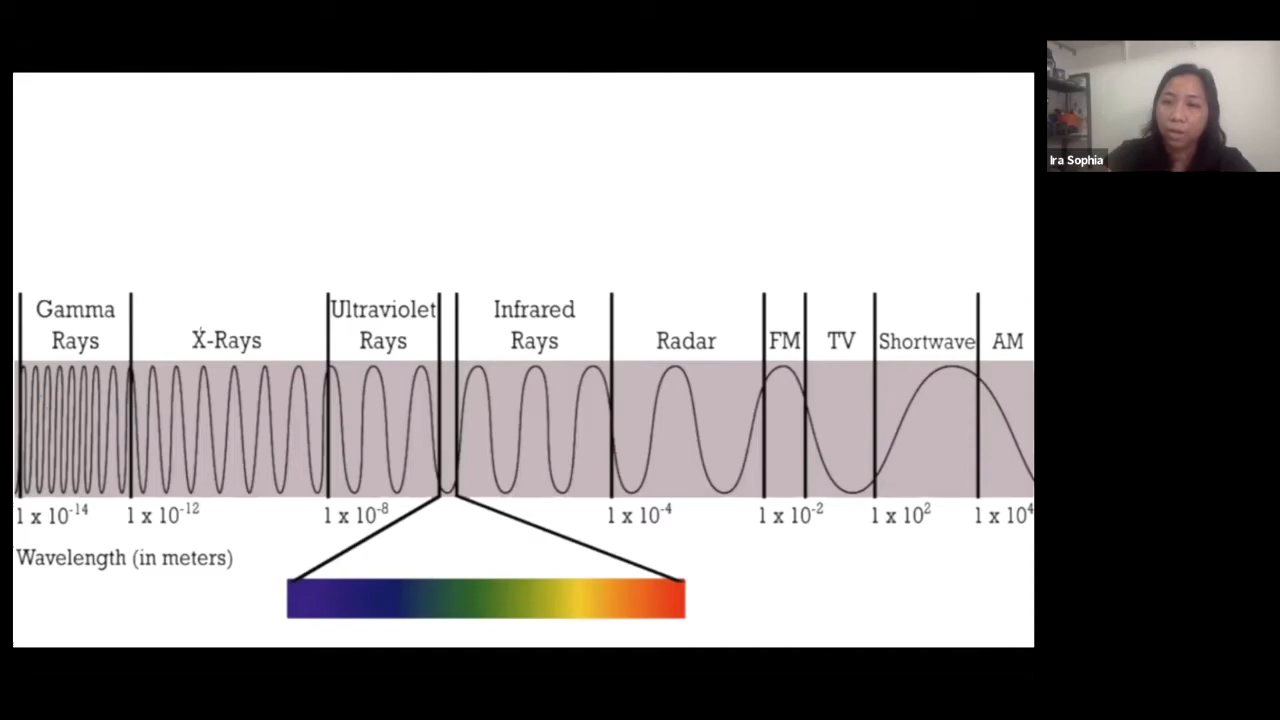 Gamma
Rays
X-Rays
Ultraviolet
Rays
Infrared
Rays
Radar
FM
TV
Shortwave
AM
1 x 10⁻¹⁴
1 x 10⁻¹²
1 x 10⁻⁸
1 x 10⁻⁴
1 x 10⁻²
1 x 10²
1 x 10⁴
Wavelength (in meters)
Ira Sophia